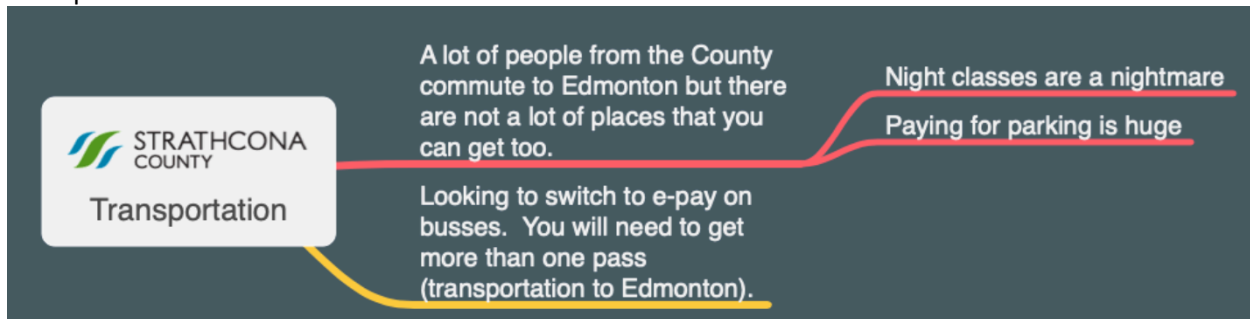 STRATHCONA
COUNTY
Transportation
A lot of people from the County
commute to Edmonton but there
are not a lot of places that you
can get too.
Night classes are a nightmare
Paying for parking is huge
Looking to switch to e-pay on
busses.  You will need to get
more than one pass
(transportation to Edmonton).